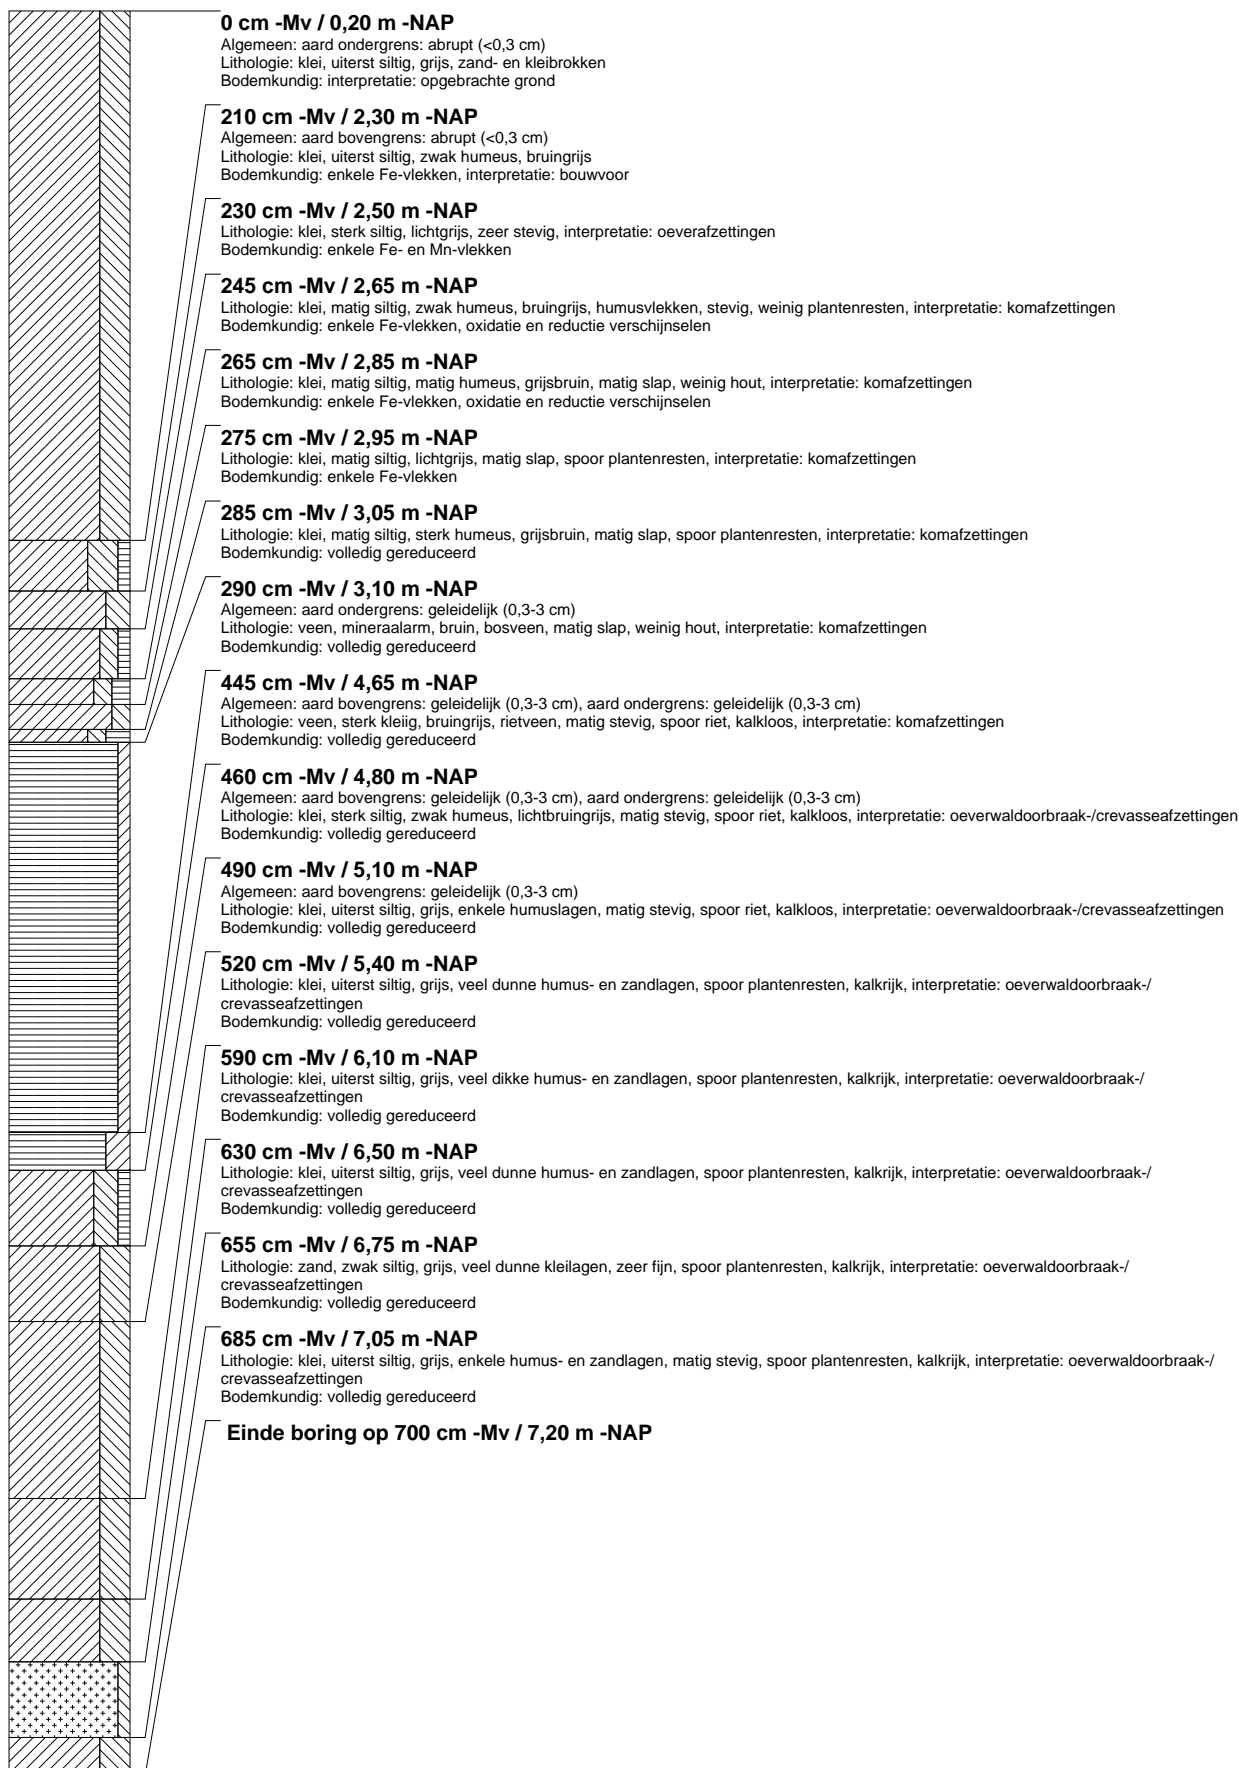 0 cm -Mv / 0,20 m -NAP
Algemeen: aard ondergrens: abrupt (<0,3 cm)
Lithologie: klei, uiterst siltig, grijs, zand- en kleibrokken
Bodemkundig: interpretatie: opgebrachte grond
210 cm -Mv / 2,30 m -NAP
Algemeen: aard bovengrens: abrupt (<0,3 cm)
Lithologie: klei, uiterst siltig, zwak humeus, bruingrijs
Bodemkundig: enkele Fe-vlekken, interpretatie: bouwvoor
230 cm -Mv / 2,50 m -NAP
Lithologie: klei, sterk siltig, lichtgrijs, zeer stevig, interpretatie: oeverafzettingen
Bodemkundig: enkele Fe- en Mn-vlekken
245 cm -Mv / 2,65 m -NAP
Lithologie: klei, matig siltig, zwak humeus, bruingrijs, humusvlekken, stevig, weinig plantenresten, interpretatie: komafzettingen
Bodemkundig: enkele Fe-vlekken, oxidatie en reductie verschijnselen
265 cm -Mv / 2,85 m -NAP
Lithologie: klei, matig siltig, matig humeus, grijsbruin, matig slap, weinig hout, interpretatie: komafzettingen
Bodemkundig: enkele Fe-vlekken, oxidatie en reductie verschijnselen
275 cm -Mv / 2,95 m -NAP
Lithologie: klei, matig siltig, lichtgrijs, matig slap, spoor plantenresten, interpretatie: komafzettingen
Bodemkundig: enkele Fe-vlekken
285 cm -Mv / 3,05 m -NAP
Lithologie: klei, matig siltig, sterk humeus, grijsbruin, matig slap, spoor plantenresten, interpretatie: komafzettingen
Bodemkundig: volledig gereduceerd
290 cm -Mv / 3,10 m -NAP
Algemeen: aard ondergrens: geleidelijk (0,3-3 cm)
Lithologie: veen, mineraalarm, bruin, bosveen, matig slap, weinig hout, interpretatie: komafzettingen
Bodemkundig: volledig gereduceerd
445 cm -Mv / 4,65 m -NAP
Algemeen: aard bovengrens: geleidelijk (0,3-3 cm), aard ondergrens: geleidelijk (0,3-3 cm)
Lithologie: veen, sterk kleiig, bruingrijs, rietveen, matig stevig, spoor riet, kalkloos, interpretatie: komafzettingen
Bodemkundig: volledig gereduceerd
460 cm -Mv / 4,80 m -NAP
Algemeen: aard bovengrens: geleidelijk (0,3-3 cm), aard ondergrens: geleidelijk (0,3-3 cm)
Lithologie: klei, sterk siltig, zwak humeus, lichtbruingrijs, matig stevig, spoor riet, kalkloos, interpretatie: oeverwaldoorbraak-/crevasseafzettingen
Bodemkundig: volledig gereduceerd
490 cm -Mv / 5,10 m -NAP
Algemeen: aard bovengrens: geleidelijk (0,3-3 cm)
Lithologie: klei, uiterst siltig, grijs, enkele humuslagen, matig stevig, spoor riet, kalkloos, interpretatie: oeverwaldoorbraak-/crevasseafzettingen
Bodemkundig: volledig gereduceerd
520 cm -Mv / 5,40 m -NAP
Lithologie: klei, uiterst siltig, grijs, veel dunne humus- en zandlagen, spoor plantenresten, kalkrijk, interpretatie: oeverwaldoorbraak-/
crevasseafzettingen
Bodemkundig: volledig gereduceerd
590 cm -Mv / 6,10 m -NAP
Lithologie: klei, uiterst siltig, grijs, veel dikke humus- en zandlagen, spoor plantenresten, kalkrijk, interpretatie: oeverwaldoorbraak-/
crevasseafzettingen
Bodemkundig: volledig gereduceerd
630 cm -Mv / 6,50 m -NAP
Lithologie: klei, uiterst siltig, grijs, veel dunne humus- en zandlagen, spoor plantenresten, kalkrijk, interpretatie: oeverwaldoorbraak-/
crevasseafzettingen
Bodemkundig: volledig gereduceerd
655 cm -Mv / 6,75 m -NAP
Lithologie: zand, zwak siltig, grijs, veel dunne kleilagen, zeer fijn, spoor plantenresten, kalkrijk, interpretatie: oeverwaldoorbraak-/
crevasseafzettingen
Bodemkundig: volledig gereduceerd
685 cm -Mv / 7,05 m -NAP
Lithologie: klei, uiterst siltig, grijs, enkele humus- en zandlagen, matig stevig, spoor plantenresten, kalkrijk, interpretatie: oeverwaldoorbraak-/
crevasseafzettingen
Bodemkundig: volledig gereduceerd
Einde boring op 700 cm -Mv / 7,20 m -NAP